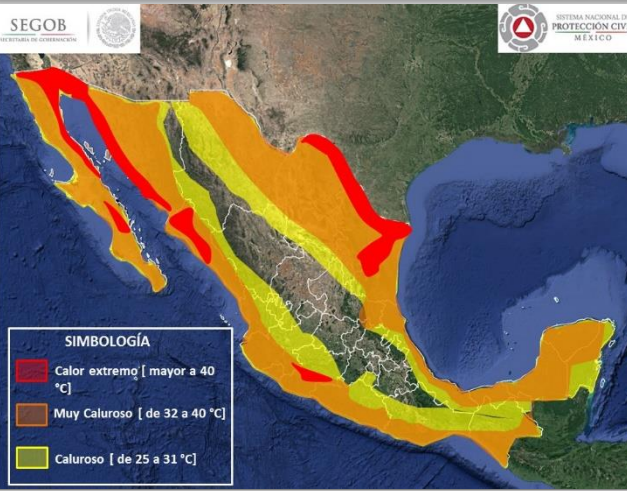 SEGOB
SECRETARÍA DE GOBERNACIÓN
SISTEMA NACIONAL DE
PROTECCIÓN CIVI
MÉXICO
SIMBOLOGÍA
Calor extremo [ mayor a 40
°C]
Muy Caluroso [ de 32 a 40 °C]
Caluroso [ de 25 a 31 °C]